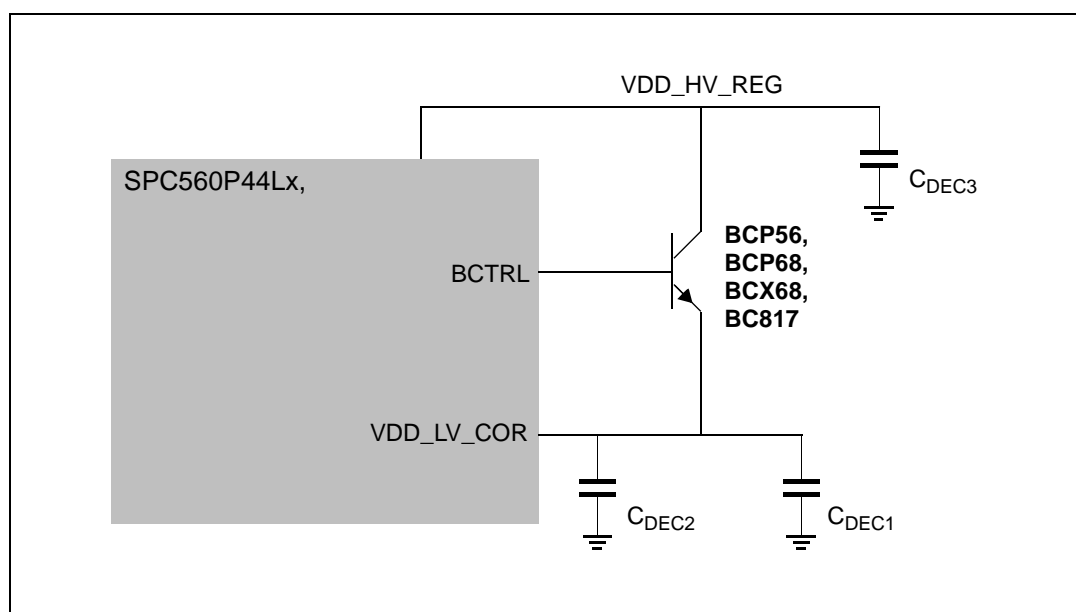 VDD_HV_REG
SPC560P44Lx,
CDEC3
BCP56,
BCP68,
BCX68,
BC817
BCTRL
VDD_LV_COR
CDEC2
CDEC1